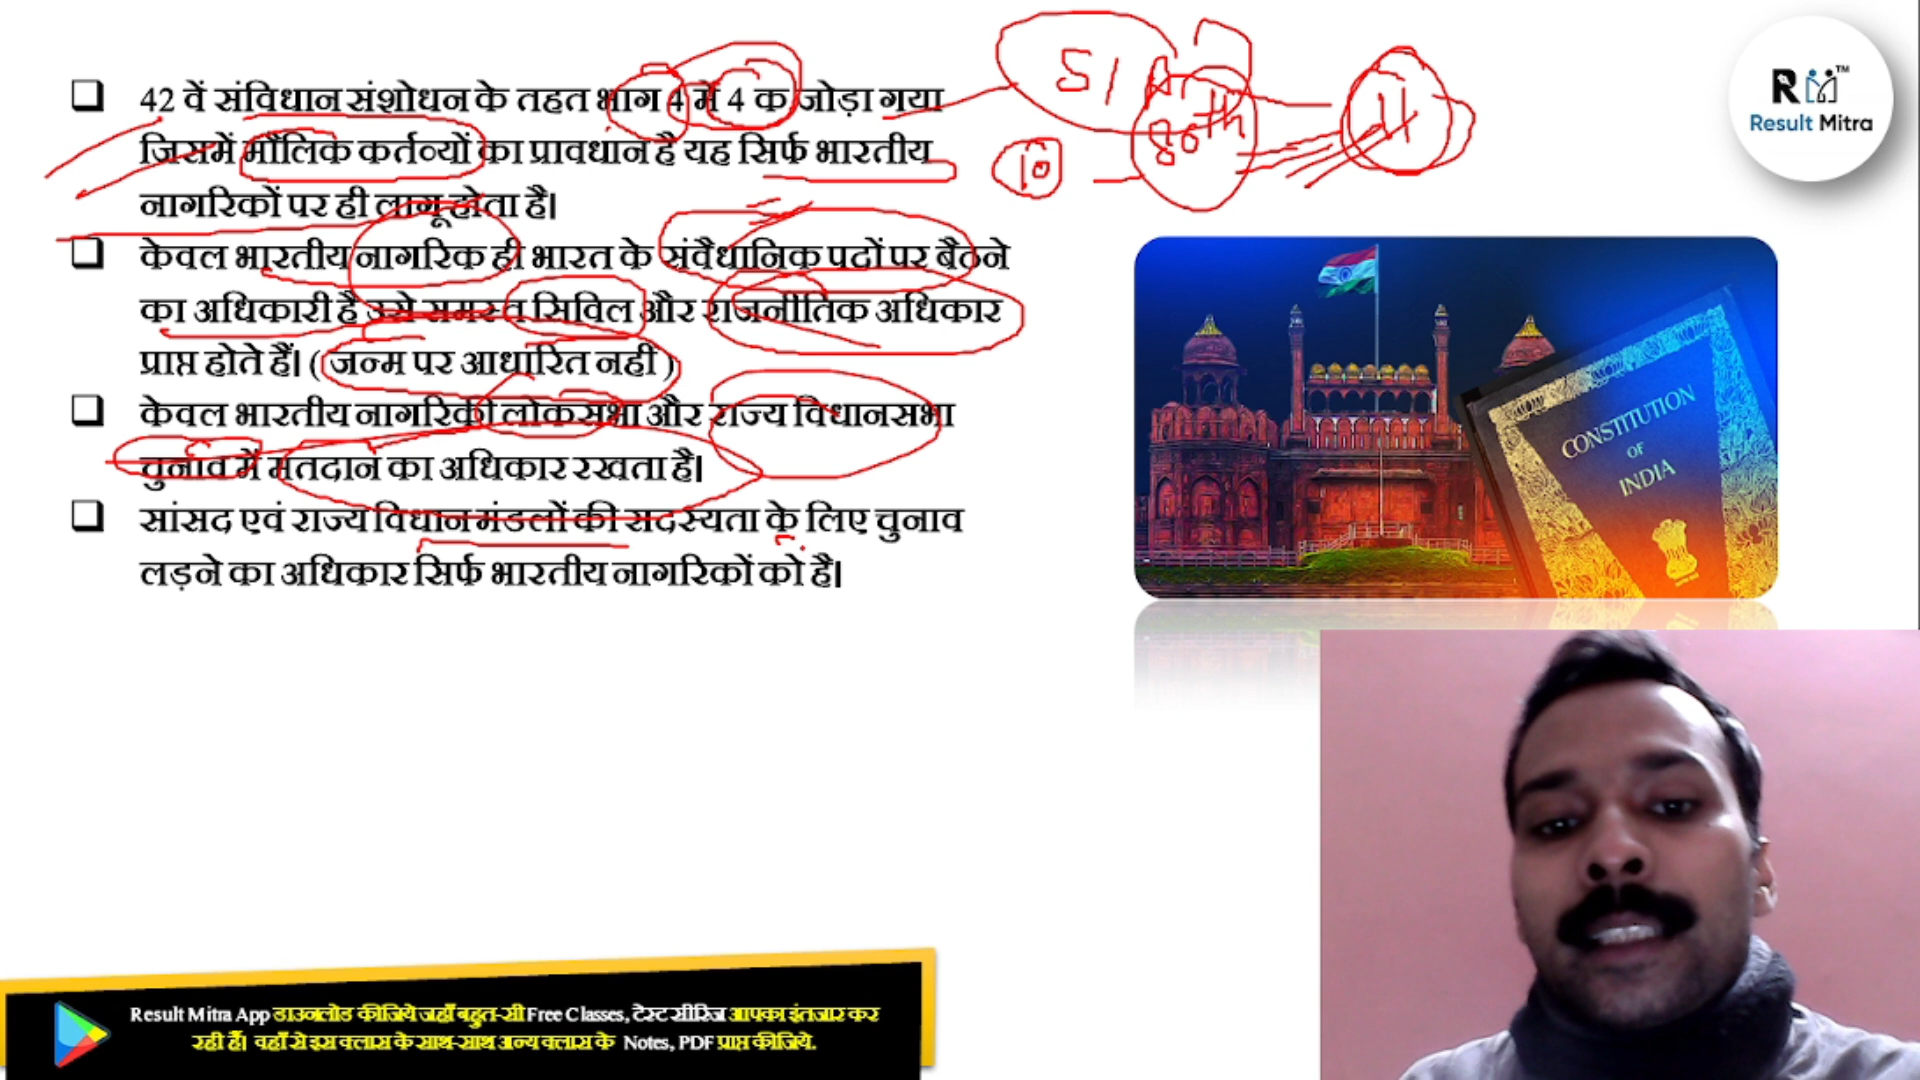 42 वें संविधान संशोधन के तहत भाग 4 में 4 क जोड़ा गया
जिसमें मौलिक कर्तव्यों का प्रावधान है यह सिर्फ भारतीय
नागरिकों पर ही लागू होता है।
केवल भारतीय नागरिक ही भारत के संवैधानिक पदों पर बैठने
का अधिकारी है उसे समस्त सिविल और राजनीतिक अधिकार
प्राप्त होते हैं। ( जन्म पर आधारित नही )
केवल भारतीय नागरिकी लोकसभा और राज्य विधानसभा
चुनाव में मतदान का अधिकार रखता है।
सांसद एवं राज्य विधान मंडलों की सदस्यता के लिए चुनाव
लड़ने का अधिकार सिर्फ भारतीय नागरिकों को है।
51 A
86th
10
11
R TM
Result Mitra
CONSTITUTION
OF
INDIA
Result Mitra App डाउनलोड कीजिये जहाँ बहुत-सी Free Classes, टेस्ट सीरिज आपका इंतजार कर
रही हैं। वहाँ से इस क्लास के साथ-साथ अन्य क्लास के Notes, PDF प्राप्त कीजिये.